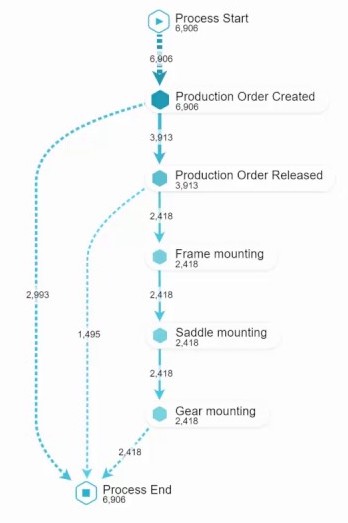 Process Start
6,906
6,906
Production Order Created
6,906
3,913
Production Order Released
3,913
2,418
Frame mounting
2,418
2,993
2,418
1,495
Saddle mounting
2,418
2,418
Gear mounting
2,418
2,418
Process End
6,906